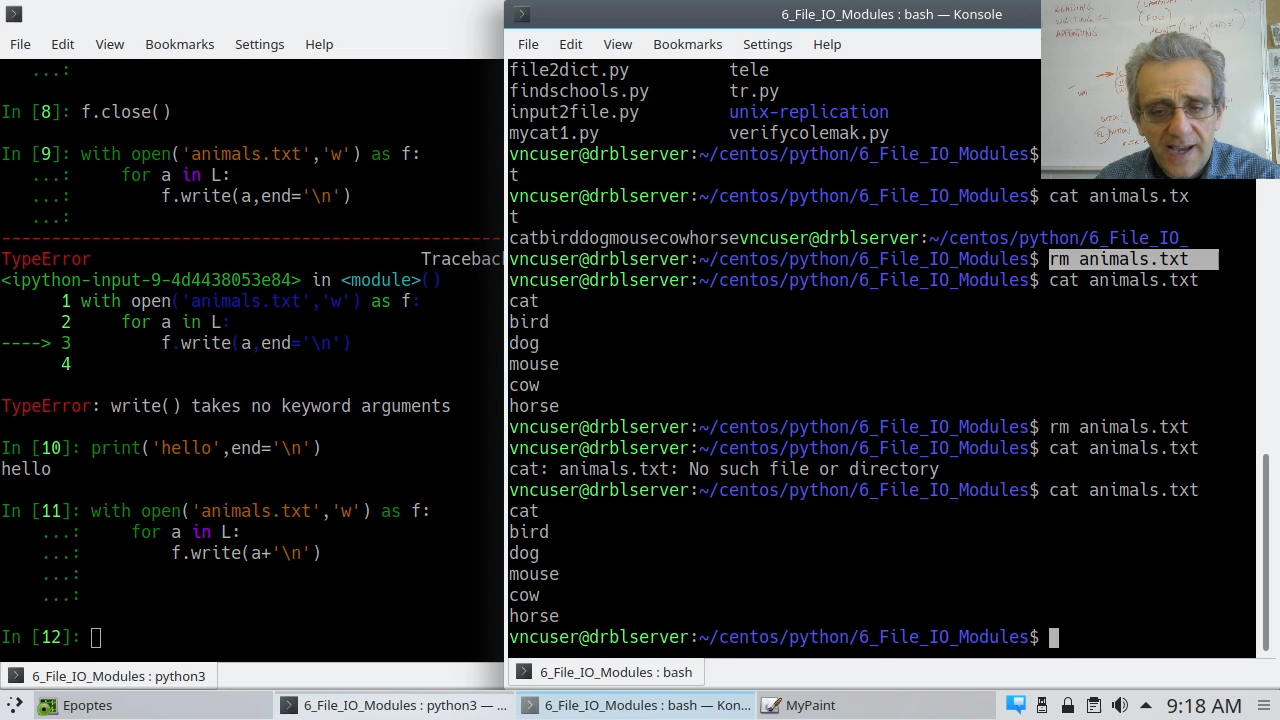 File Edit View Bookmarks Settings Help
...:
In [8]: f.close()
In [9]: with open('animals.txt','w') as f:
...: for a in L:
...: f.write(a,end='\n')
...:
TypeError Traceba
<ipython-input-9-4d4438053e84> in <module>()
1 with open('animals.txt','w') as f:
2 for a in L:
----> 3 f.write(a,end='\n')
4
TypeError: write() takes no keyword arguments
In [10]: print('hello',end='\n')
hello
In [11]: with open('animals.txt','w') as f:
...: for a in L:
...: f.write(a+'\n')
...:
...:
In [12]:
6_File_IO_Modules : python3
6_File_IO_Modules : bash — Konsole
File Edit View Bookmarks Settings Help
file2dict.py tele
findschools.py tr.py
input2file.py unix-replication
mycat1.py verifycolemak.py
vncuser@drblserver:~/centos/python/6_File_IO_Modules$
t
vncuser@drblserver:~/centos/python/6_File_IO_Modules$ cat animals.tx
t
catbirddogmousecowhorsevncuser@drblserver:~/centos/python/6_File_IO_
$ rm animals.txt
vncuser@drblserver:~/centos/python/6_File_IO_Modules$ cat animals.txt
cat
bird
dog
mouse
cow
horse
vncuser@drblserver:~/centos/python/6_File_IO_Modules$ rm animals.txt
vncuser@drblserver:~/centos/python/6_File_IO_Modules$ cat animals.txt
cat: animals.txt: No such file or directory
vncuser@drblserver:~/centos/python/6_File_IO_Modules$ cat animals.txt
cat
bird
dog
mouse
cow
horse
vncuser@drblserver:~/centos/python/6_File_IO_Modules$
6_File_IO_Modules : bash
READING
WRITING
APPENDING
Epoptes 6_File_IO_Modules : python3 — ... 6_File_IO_Modules : bash — Kon... MyPaint 9:18 AM